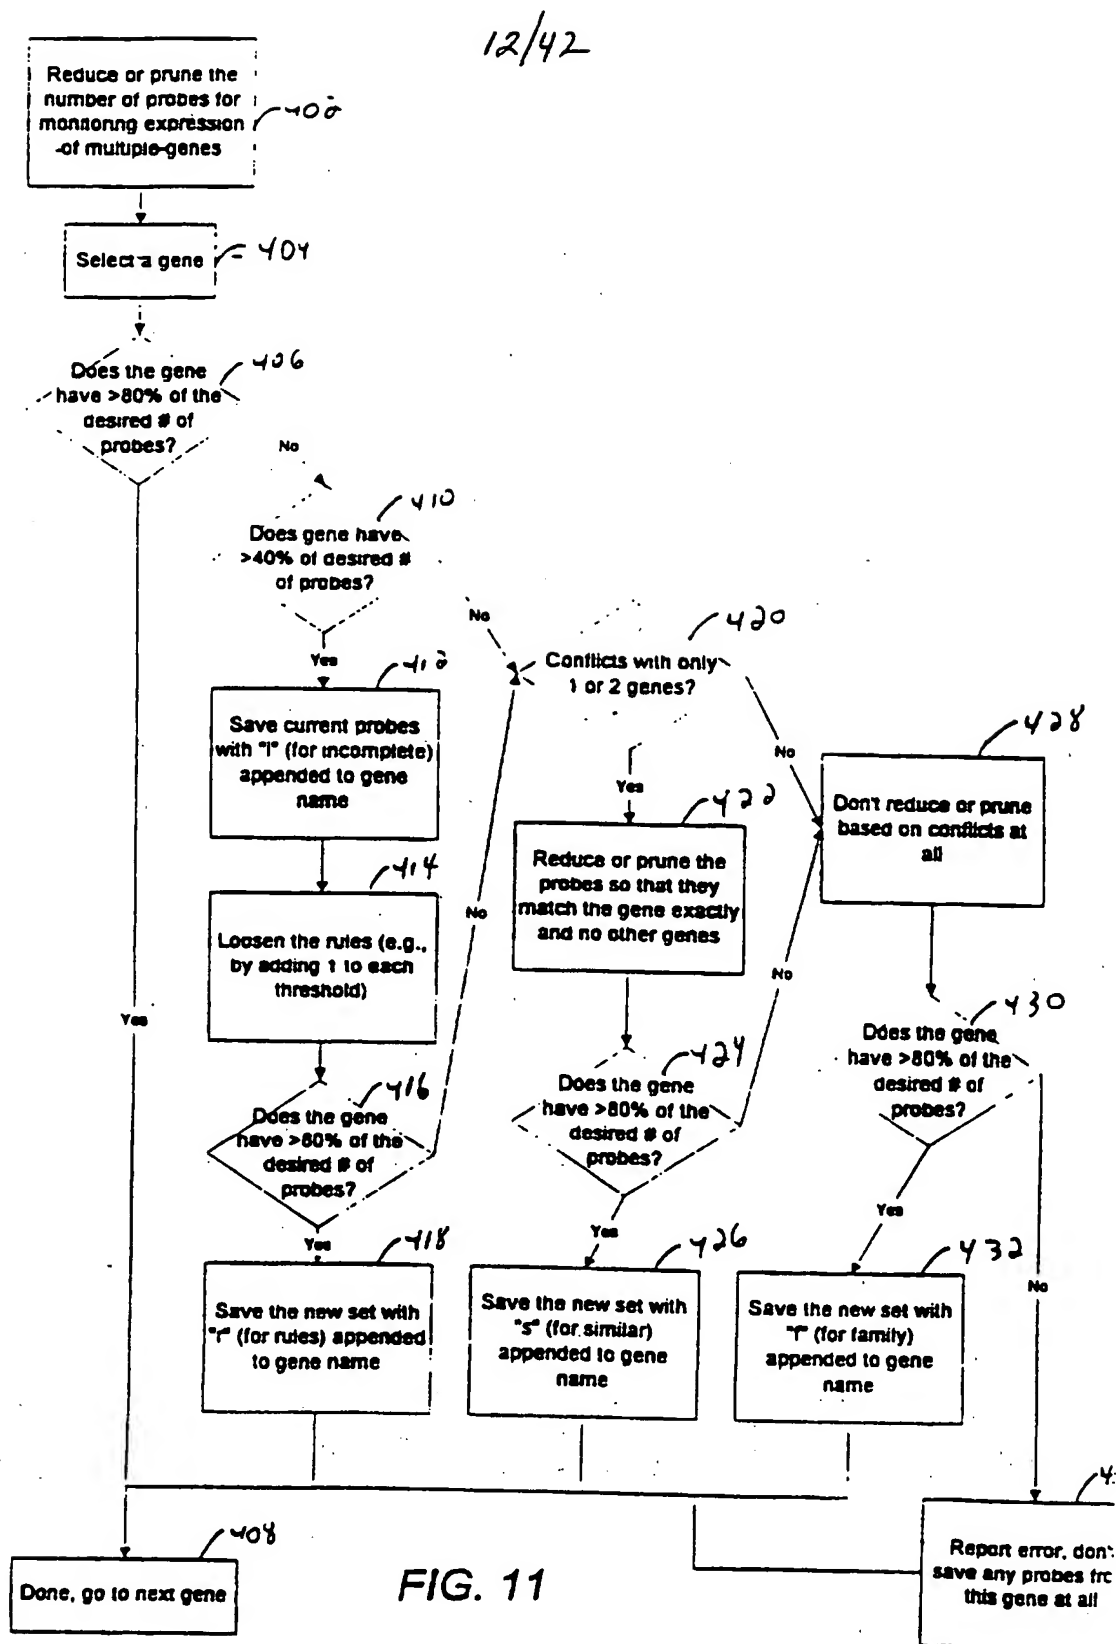 12/42
Reduce or prune the
number of probes for
monitoring expression
of multiple genes
402
Select a gene
404
Does the gene
have >80% of the
desired # of
probes?
406
No
Does gene have
>40% of desired #
of probes?
410
Yes
Save current probes
with "I" (for incomplete)
appended to gene
name
412
Loosen the rules (e.g.,
by adding 1 to each
threshold)
414
Does the gene
have >80% of the
desired # of
probes?
416
Yes
Save the new set with
"r" (for rules) appended
to gene name
418
No
No
Conflicts with only
1 or 2 genes?
420
Yes
Reduce or prune the
probes so that they
match the gene exactly
and no other genes
422
Does the gene
have >80% of the
desired # of
probes?
424
Yes
Save the new set with
"s" (for similar)
appended to gene
name
426
No
No
Don't reduce or prune
based on conflicts at
all
428
Does the gene
have >80% of the
desired # of
probes?
430
Yes
Save the new set with
"f" (for family)
appended to gene
name
432
No
Report error, don't
save any probes
this gene at all
Yes
Done, go to next gene
408
FIG. 11